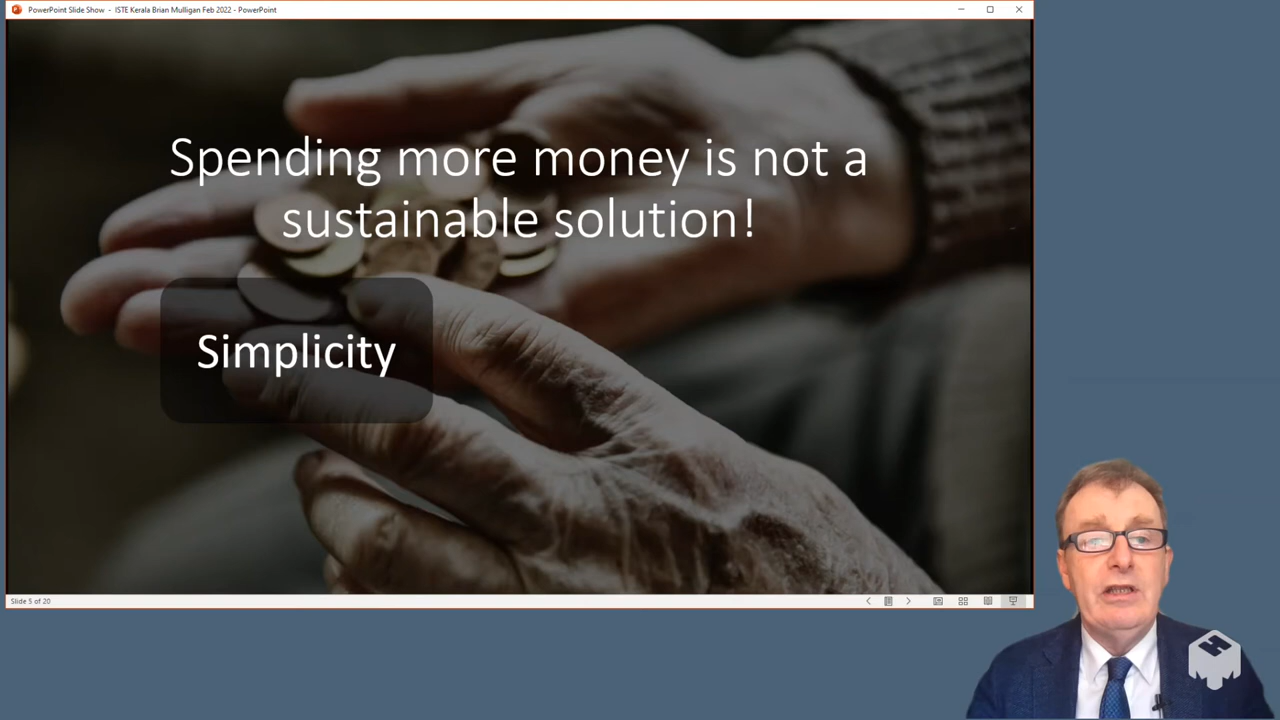 PowerPoint Slide Show - ISTE Kerala Brian Mulligan Feb 2022 - PowerPoint
Spending more money is not a
sustainable solution!
Simplicity
Slide 5 of 20